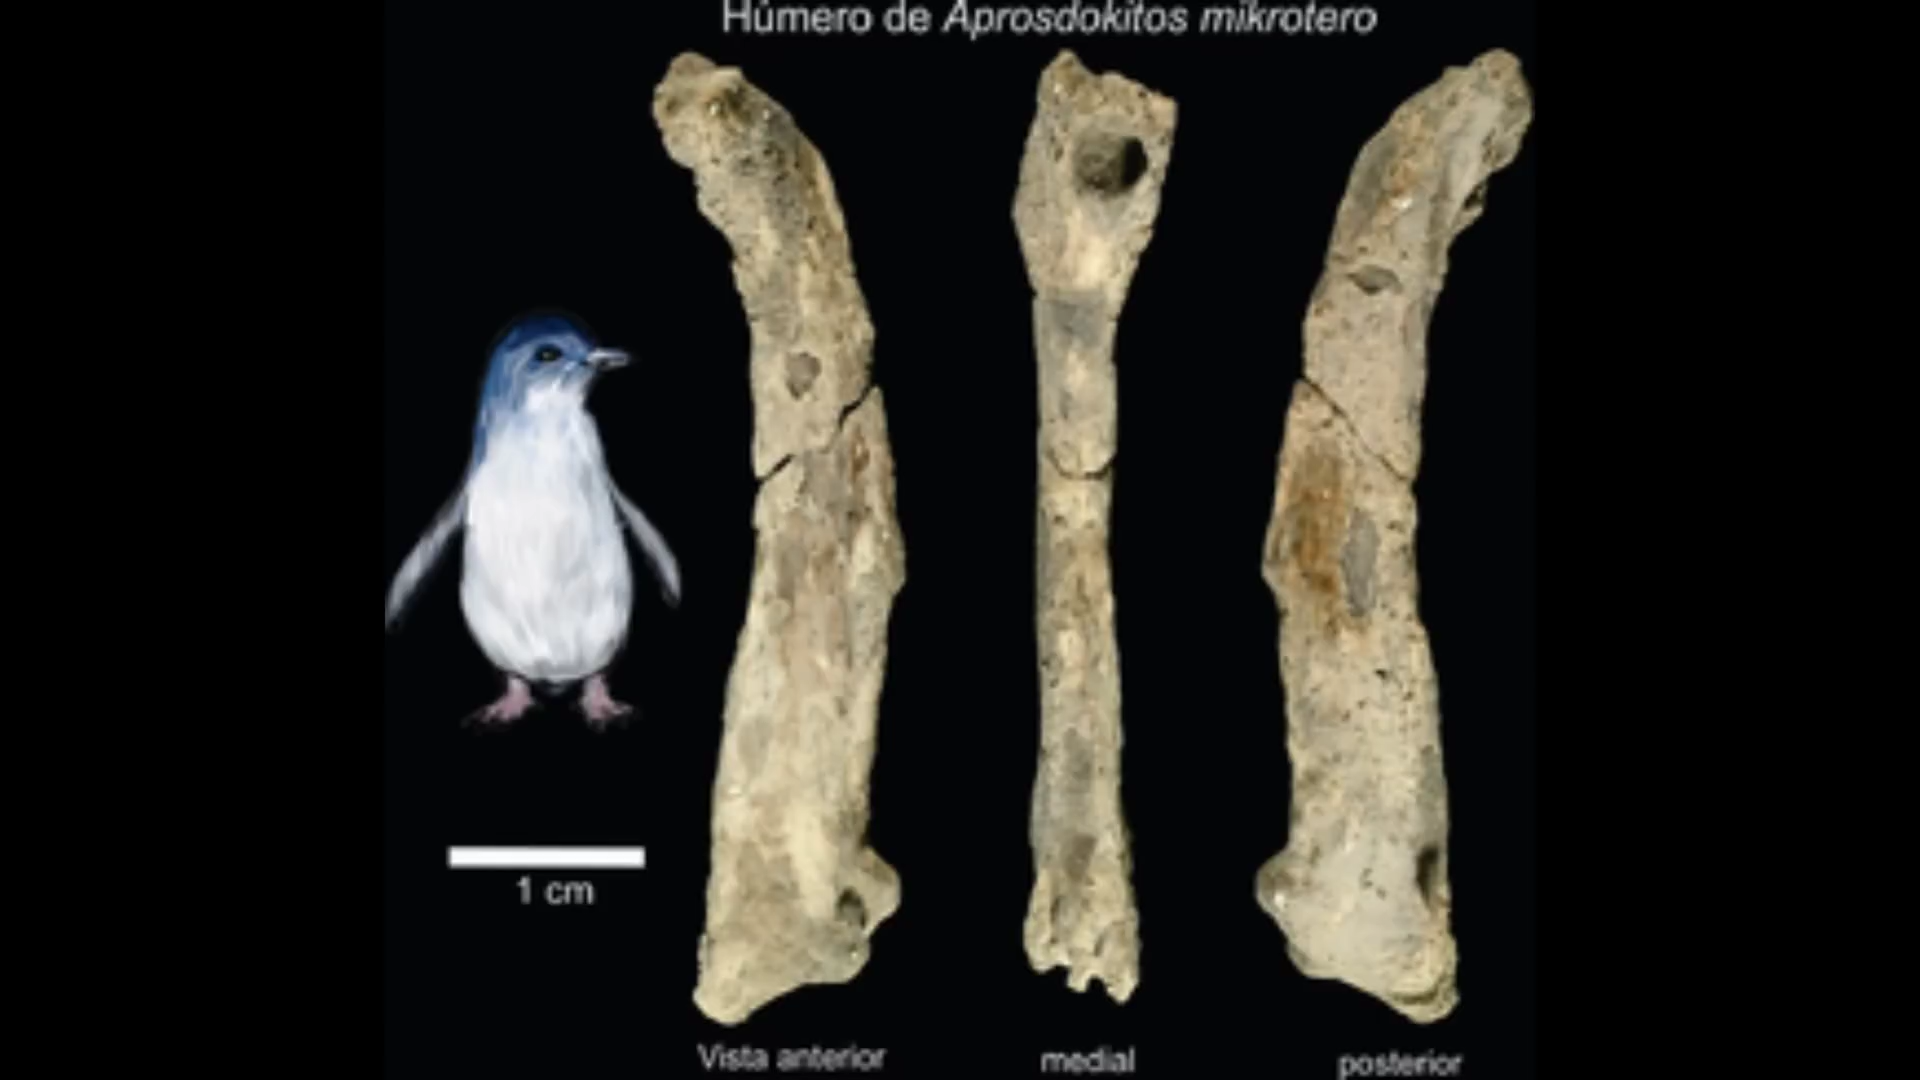 Húmero de Aprosdokitos mikrotero
1 cm
Vista anterior
medial
posterior